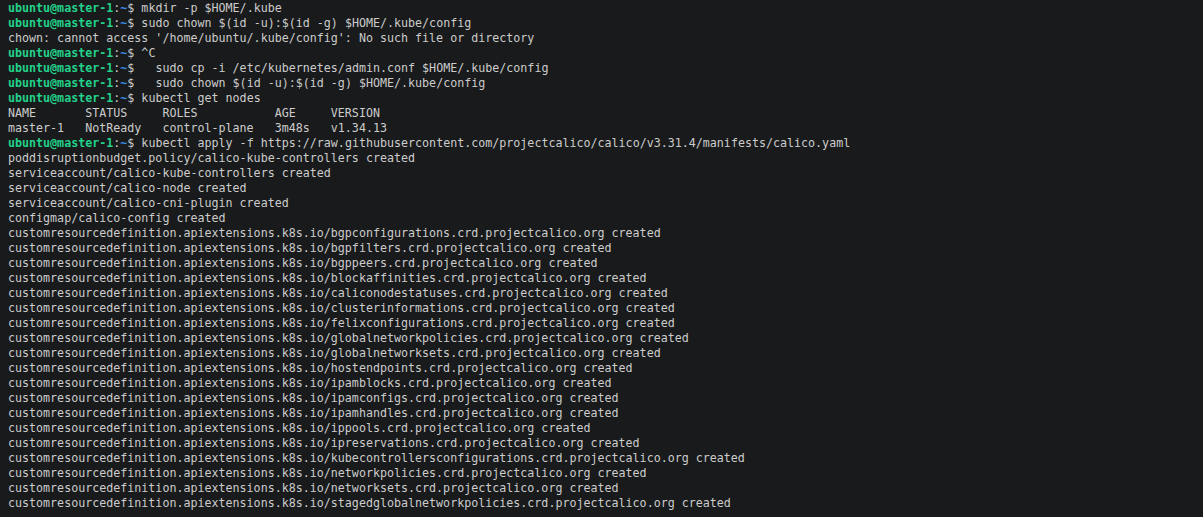 ubuntu@master-1:~$ mkdir -p $HOME/.kube
ubuntu@master-1:~$ sudo chown $(id -u):$(id -g) $HOME/.kube/config
chown: cannot access '/home/ubuntu/.kube/config': No such file or directory
ubuntu@master-1:~$ ^C
ubuntu@master-1:~$   sudo cp -i /etc/kubernetes/admin.conf $HOME/.kube/config
ubuntu@master-1:~$   sudo chown $(id -u):$(id -g) $HOME/.kube/config
ubuntu@master-1:~$ kubectl get nodes
NAME       STATUS     ROLES           AGE     VERSION
master-1   NotReady   control-plane   3m48s   v1.34.13
ubuntu@master-1:~$ kubectl apply -f https://raw.githubusercontent.com/projectcalico/calico/v3.31.4/manifests/calico.yaml
poddisruptionbudget.policy/calico-kube-controllers created
serviceaccount/calico-kube-controllers created
serviceaccount/calico-node created
serviceaccount/calico-cni-plugin created
configmap/calico-config created
customresourcedefinition.apiextensions.k8s.io/bgpconfigurations.crd.projectcalico.org created
customresourcedefinition.apiextensions.k8s.io/bgpfilters.crd.projectcalico.org created
customresourcedefinition.apiextensions.k8s.io/bgppeers.crd.projectcalico.org created
customresourcedefinition.apiextensions.k8s.io/blockaffinities.crd.projectcalico.org created
customresourcedefinition.apiextensions.k8s.io/caliconodestatuses.crd.projectcalico.org created
customresourcedefinition.apiextensions.k8s.io/clusterinformations.crd.projectcalico.org created
customresourcedefinition.apiextensions.k8s.io/felixconfigurations.crd.projectcalico.org created
customresourcedefinition.apiextensions.k8s.io/globalnetworkpolicies.crd.projectcalico.org created
customresourcedefinition.apiextensions.k8s.io/globalnetworksets.crd.projectcalico.org created
customresourcedefinition.apiextensions.k8s.io/hostendpoints.crd.projectcalico.org created
customresourcedefinition.apiextensions.k8s.io/ipamblocks.crd.projectcalico.org created
customresourcedefinition.apiextensions.k8s.io/ipamconfigs.crd.projectcalico.org created
customresourcedefinition.apiextensions.k8s.io/ipamhandles.crd.projectcalico.org created
customresourcedefinition.apiextensions.k8s.io/ippools.crd.projectcalico.org created
customresourcedefinition.apiextensions.k8s.io/ipreservations.crd.projectcalico.org created
customresourcedefinition.apiextensions.k8s.io/kubecontrollersconfigurations.crd.projectcalico.org created
customresourcedefinition.apiextensions.k8s.io/networkpolicies.crd.projectcalico.org created
customresourcedefinition.apiextensions.k8s.io/networksets.crd.projectcalico.org created
customresourcedefinition.apiextensions.k8s.io/stagedglobalnetworkpolicies.crd.projectcalico.org created